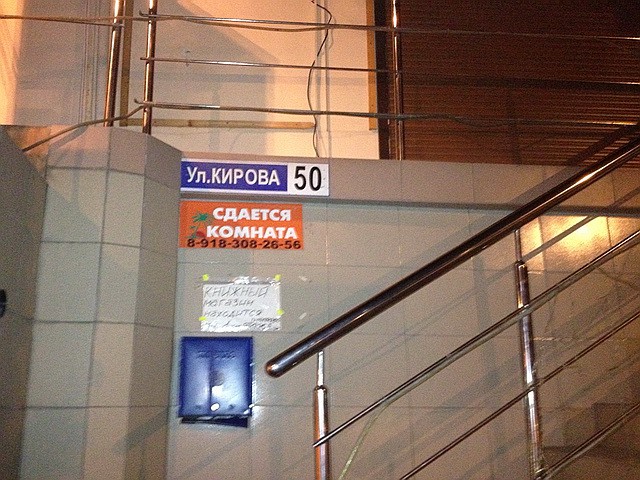 Ул.КИРОВА 50
СДАЕТСЯ
КОМНАТА
8-918-308-26-56
КНИЖНЫЙ
магазин
находится